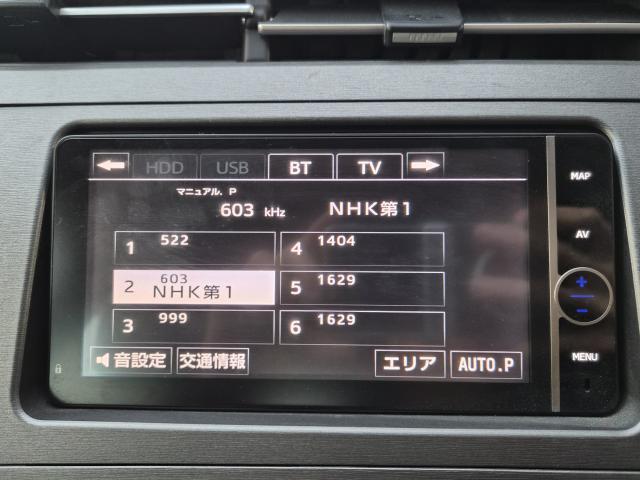 HDD USB BT TV
マニュアル. P
603 kHz NHK第1
1 522
4 1404
2 603 NHK第1
5 1629
3 999
6 1629
音設定 交通情報 エリア AUTO.P
MAP
AV
+
−
MENU